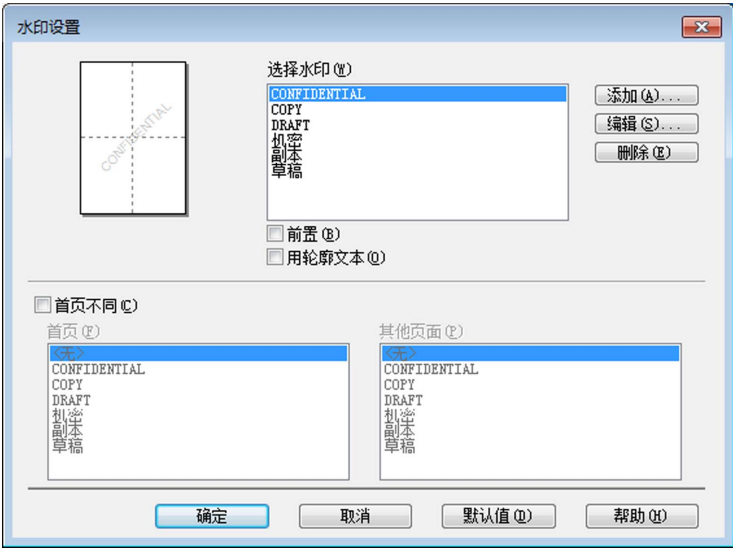 水印设置
CONFIDENTIAL
选择水印(W)
CONFIDENTIAL
COPY
DRAFT
机密
副本
草稿
添加(A)...
编辑(S)...
删除(E)
前置(B)
用轮廓文本(O)
首页不同(C)
首页(F)
<无>
CONFIDENTIAL
COPY
DRAFT
机密
副本
草稿
其他页面(P)
<无>
CONFIDENTIAL
COPY
DRAFT
机密
副本
草稿
确定
取消
默认值(D)
帮助(H)